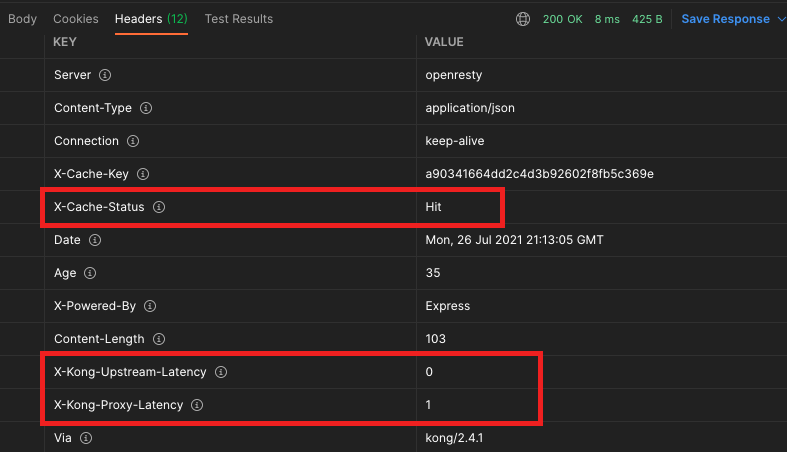 Body Cookies Headers (12) Test Results 200 OK 8 ms 425 B Save Response
KEY VALUE
Server openresty
Content-Type application/json
Connection keep-alive
X-Cache-Key a90341664dd2c4d3b92602f8fb5c369e
X-Cache-Status Hit
Date Mon, 26 Jul 2021 21:13:05 GMT
Age 35
X-Powered-By Express
Content-Length 103
X-Kong-Upstream-Latency 0
X-Kong-Proxy-Latency 1
Via kong/2.4.1